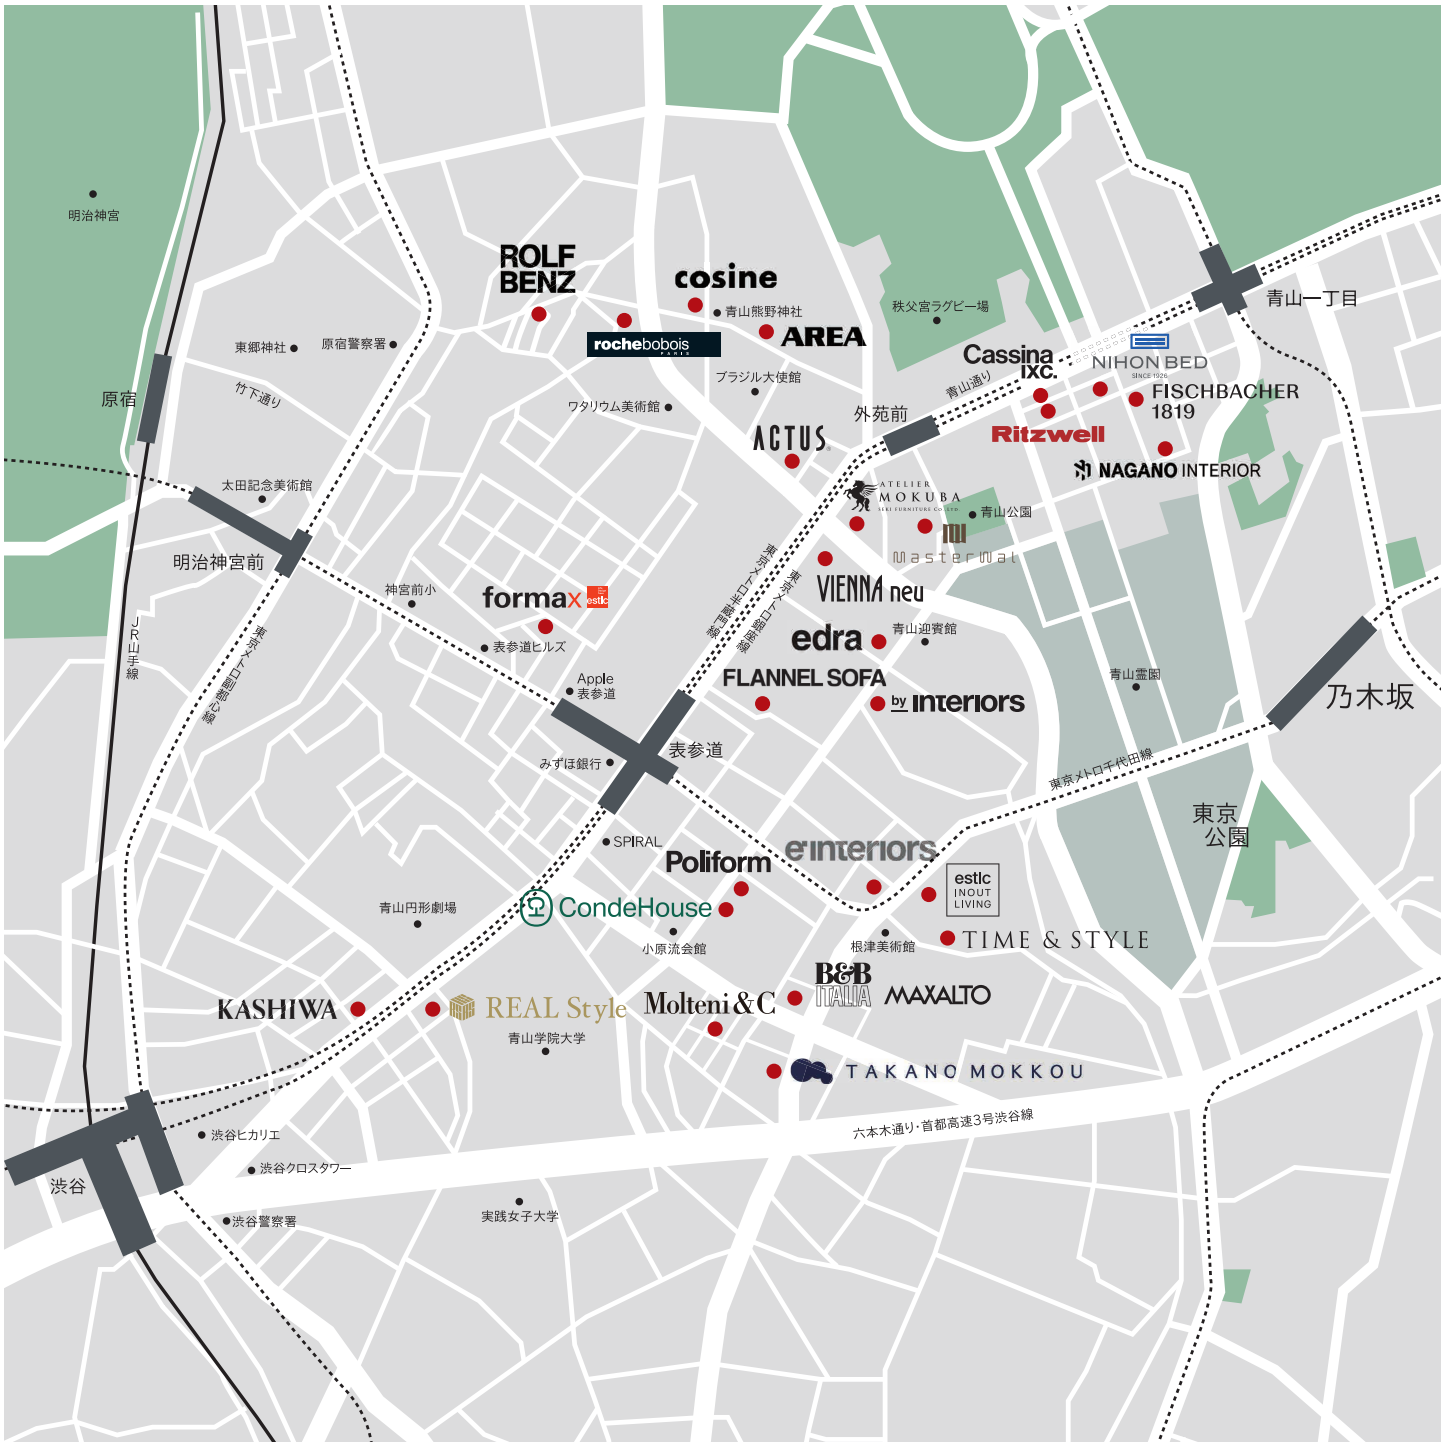 明治神宮
ROLF
BENZ
cosine
青山熊野神社
秩父宮ラグビー場
青山一丁目
rochebobois
PARIS
AREA
東郷神社
原宿警察署
Cassina
ixc.
NIHON BED
SINCE 1926
竹下通り
ブラジル大使館
青山通り
FISCHBACHER
1819
原宿
ワタリウム美術館
外苑前
ACTUS
Ritzwell
NAGANO INTERIOR
太田記念美術館
ATELIER
MOKUBA
SEKI FURNITURE Co.,LTD.
青山公園
MasterWal
明治神宮前
東京メトロ半蔵門線
東京メトロ銀座線
神宮前小
formax
estic
VIENNA neu
JR山手線
東京メトロ副都心線
表参道ヒルズ
edra
青山迎賓館
Apple
表参道
FLANNEL SOFA
by interiors
青山霊園
乃木坂
表参道
みずほ銀行
東京メトロ千代田線
SPIRAL
Poliform
e'interiors
東京
公園
estic
INOUT
LIVING
青山円形劇場
CondeHouse
小原流会館
根津美術館
TIME & STYLE
KASHIWA
REAL Style
Molteni&C
B&B
ITALIA
MAXALTO
青山学院大学
TAKANO MOKKOU
渋谷ヒカリエ
六本木通り・首都高速3号渋谷線
渋谷クロスタワー
渋谷
渋谷警察署
実践女子大学